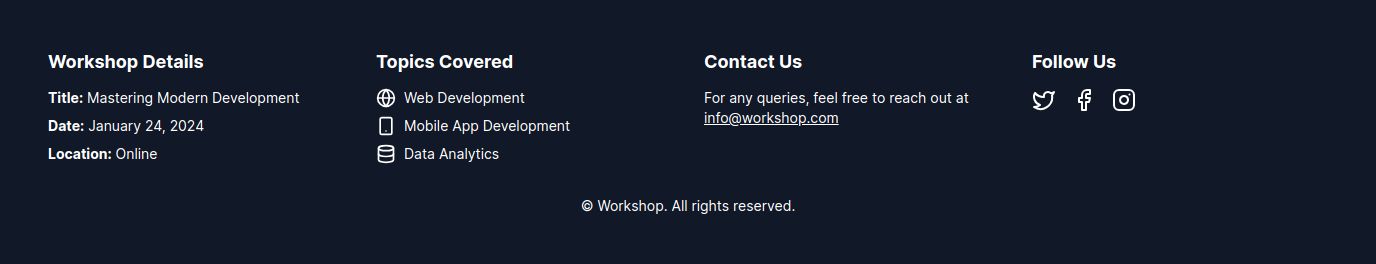 Workshop Details
Title: Mastering Modern Development
Date: January 24, 2024
Location: Online
Topics Covered
Web Development
Mobile App Development
Data Analytics
Contact Us
For any queries, feel free to reach out at
info@workshop.com
Follow Us
© Workshop. All rights reserved.